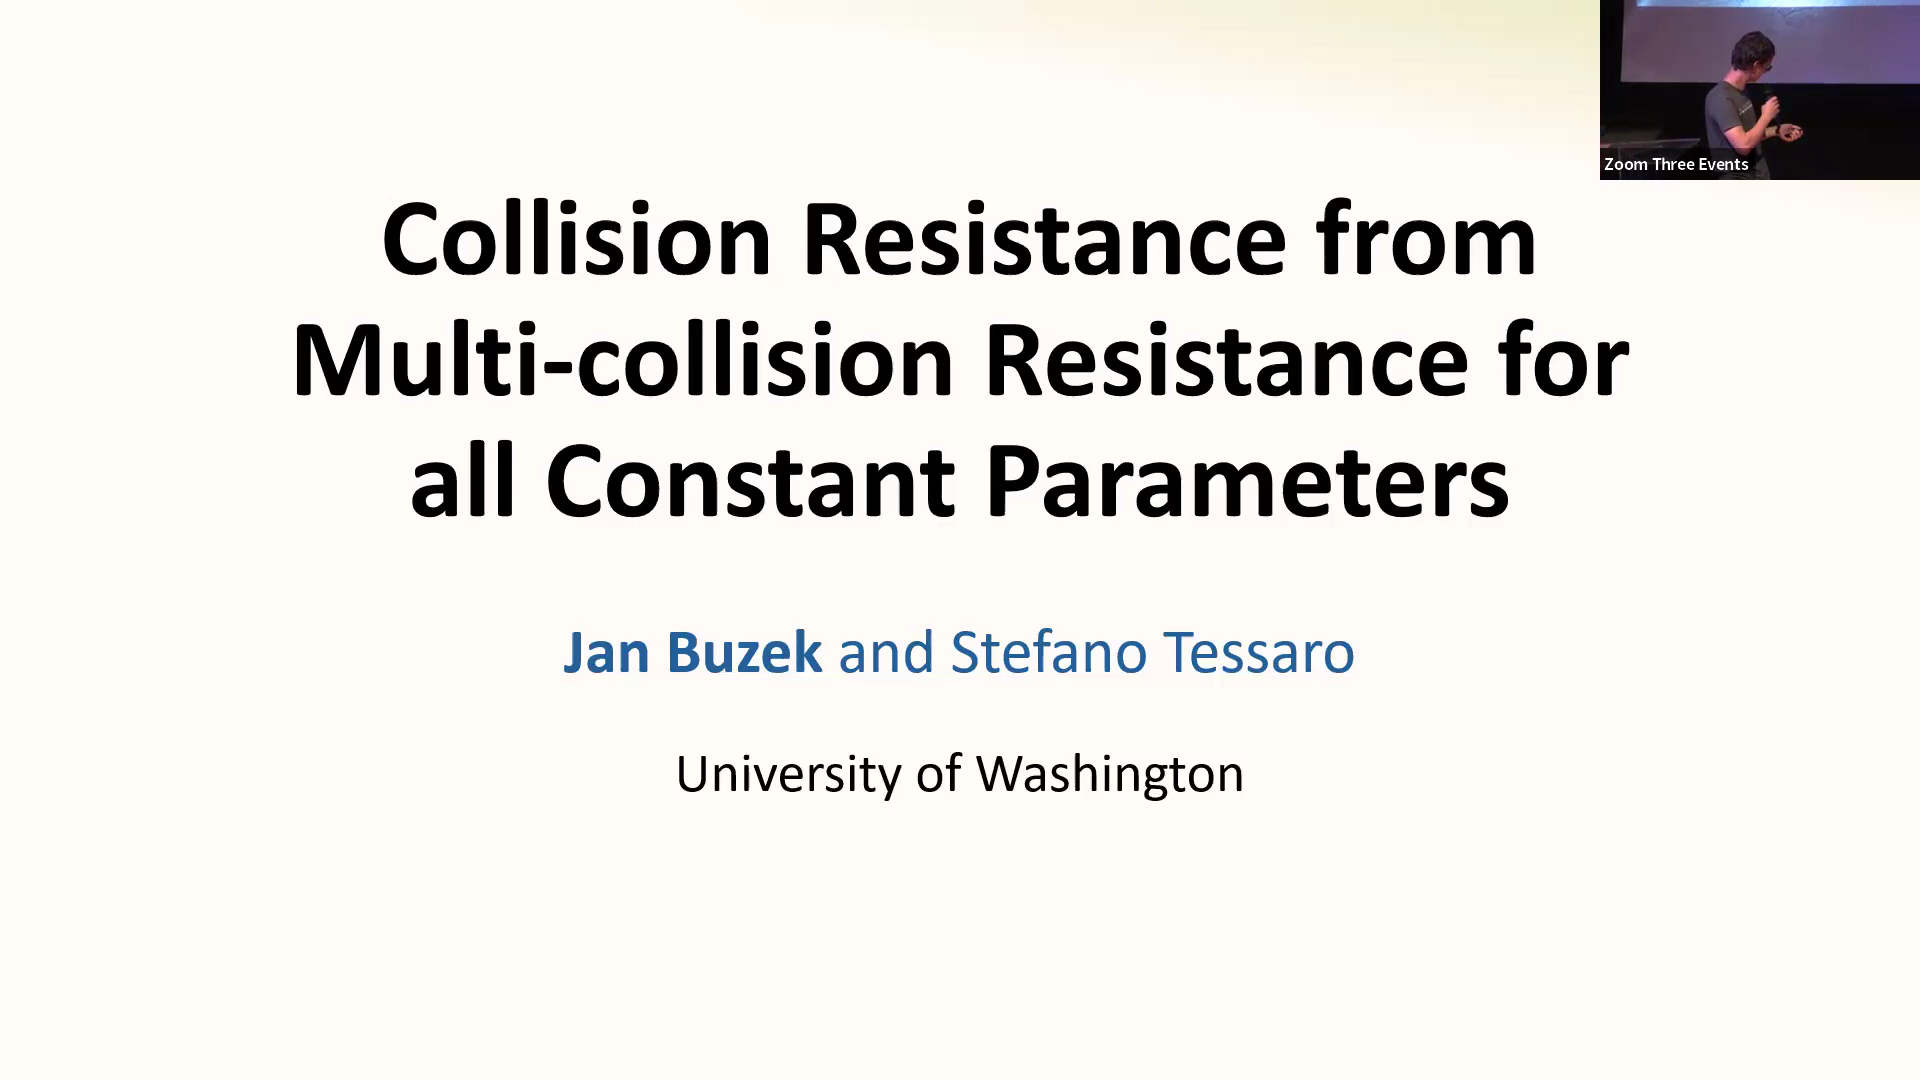 Zoom Three Events
Collision Resistance from
Multi-collision Resistance for
all Constant Parameters
Jan Buzek and Stefano Tessaro
University of Washington